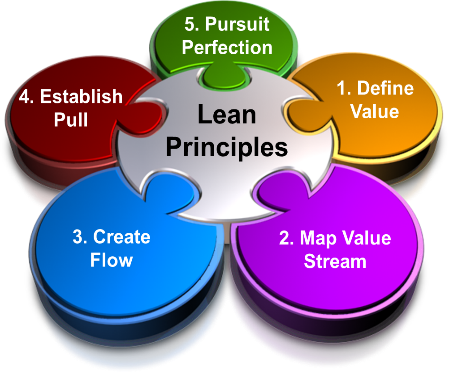 Lean
Principles
1. Define
Value
2. Map Value
Stream
3. Create
Flow
4. Establish
Pull
5. Pursuit
Perfection